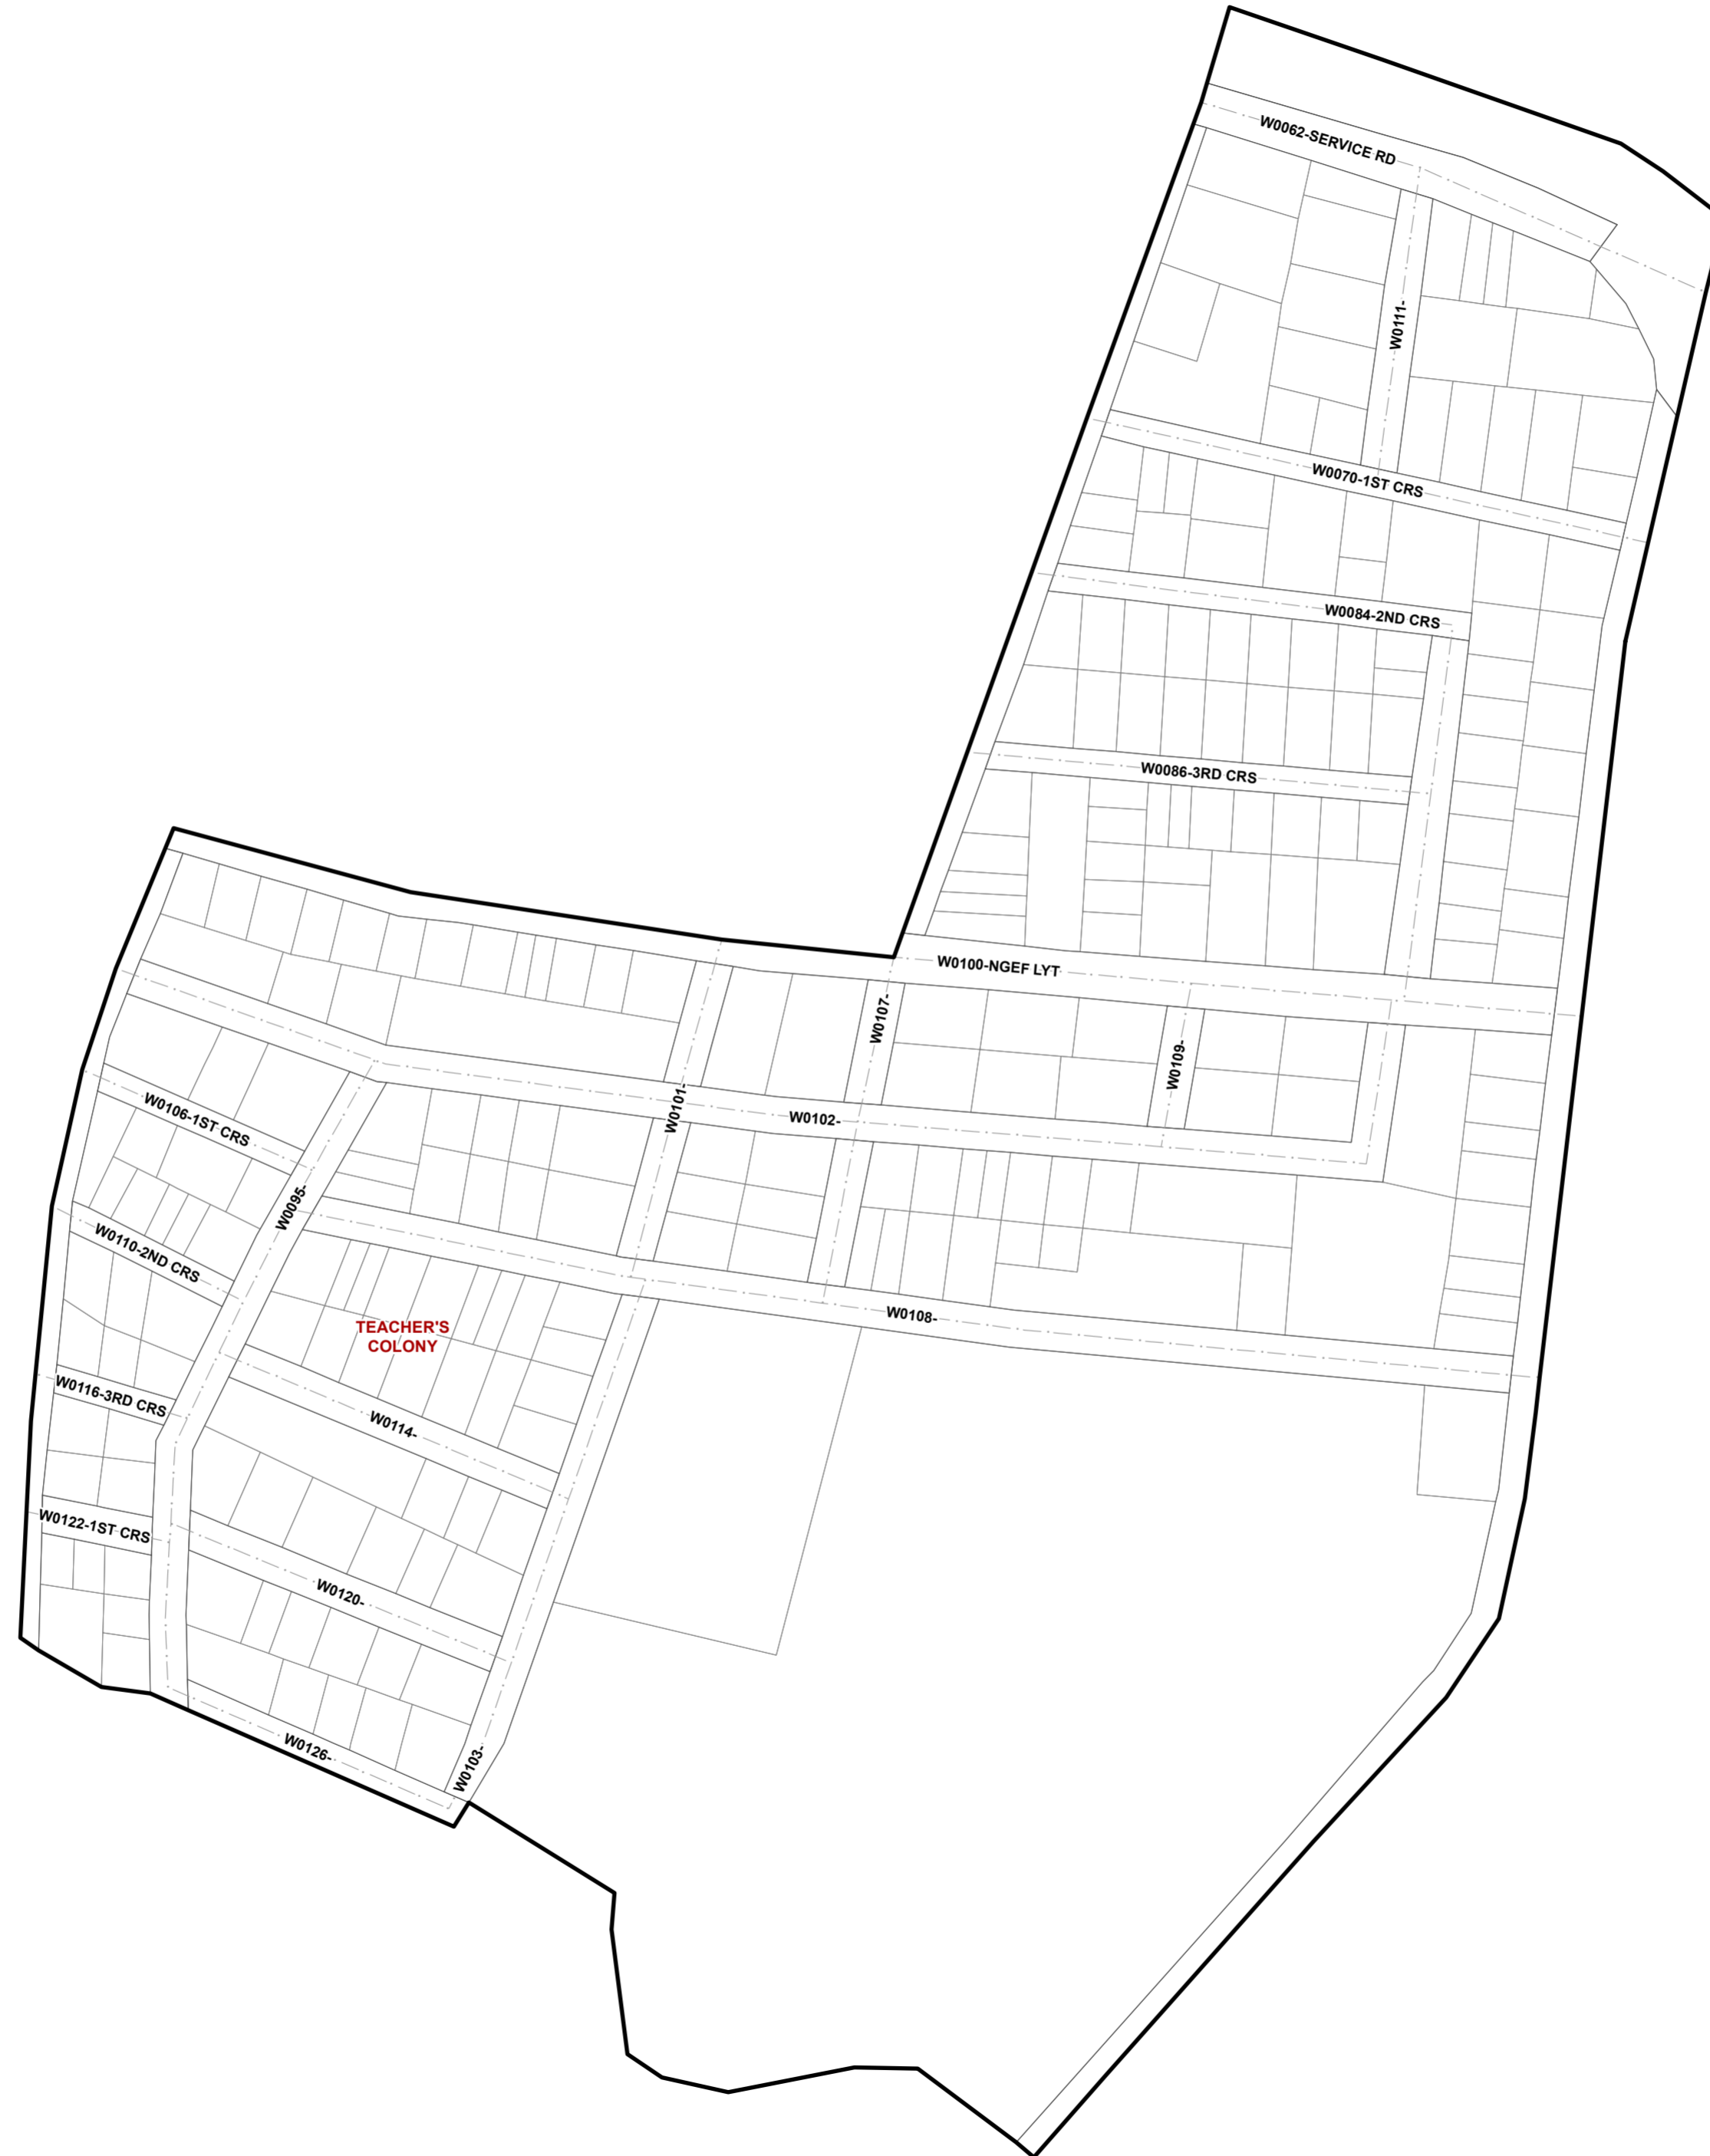 W0062-SERVICE RD
W0111-
W0070-1ST CRS
W0084-2ND CRS
W0086-3RD CRS
W0100-NGEF LYT
W0107-
W0109-
W0101-
W0102-
W0106-1ST CRS
W0095-
W0110-2ND CRS
W0108-
TEACHER'S
COLONY
W0116-3RD CRS
W0114-
W0122-1ST CRS
W0120-
W0126-
W0103-